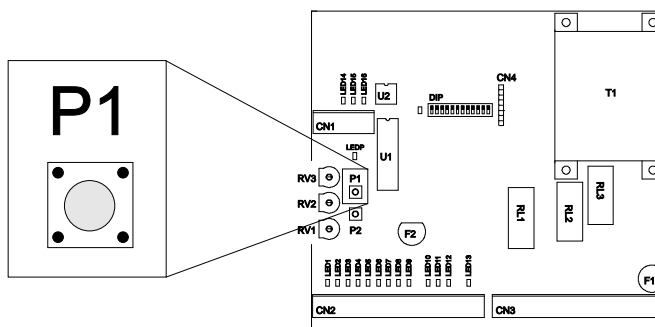 P1
LED14
LED15
LED16
U2
DIP
CN4
T1
CN1
U1
LEDP
RV3
P1
RV2
P2
RV1
F2
RL1
RL2
RL3
F1
LED1
LED2
LED3
LED4
LED5
LED6
LED7
LED8
LED9
LED10
LED11
LED12
LED13
CN2
CN3